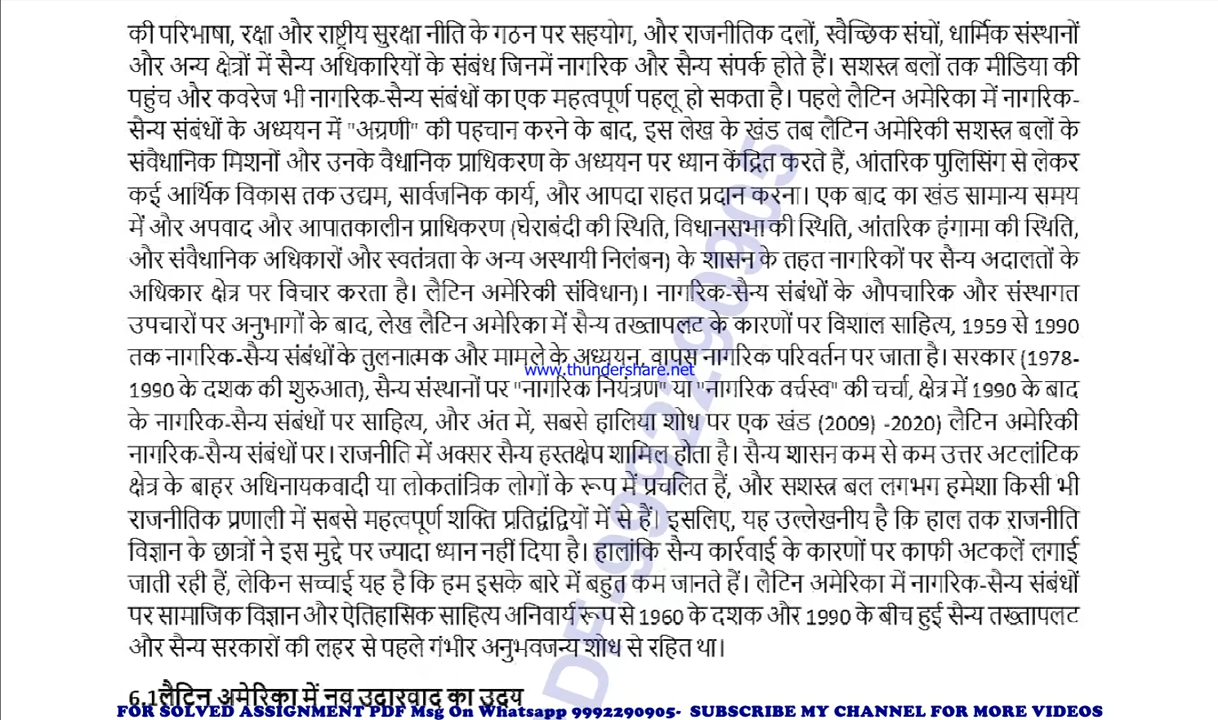 की परिभाषा, रक्षा और राष्ट्रीय सुरक्षा नीति के गठन पर सहयोग, और राजनीतिक दलों, स्वैच्छिक संघों, धार्मिक संस्थानों
और अन्य क्षेत्रों में सैन्य अधिकारियों के संबंध जिनमें नागरिक और सैन्य संपर्क होते हैं। सशस्त्र बलों तक मीडिया की
पहुंच और कवरेज भी नागरिक-सैन्य संबंधों का एक महत्वपूर्ण पहलू हो सकता है। पहले लैटिन अमेरिका में नागरिक-
सैन्य संबंधों के अध्ययन में "अग्रणी" की पहचान करने के बाद, इस लेख के खंड तब लैटिन अमेरिकी सशस्त्र बलों के
संवैधानिक मिशनों और उनके वैधानिक प्राधिकरण के अध्ययन पर ध्यान केंद्रित करते हैं, आंतरिक पुलिसिंग से लेकर
कई आर्थिक विकास तक उद्यम, सार्वजनिक कार्य, और आपदा राहत प्रदान करना। एक बाद का खंड सामान्य समय
में और अपवाद और आपातकालीन प्राधिकरण (घेराबंदी की स्थिति, विधानसभा की स्थिति, आंतरिक हंगामा की स्थिति,
और संवैधानिक अधिकारों और स्वतंत्रता के अन्य अस्थायी निलंबन) के शासन के तहत नागरिकों पर सैन्य अदालतों के
अधिकार क्षेत्र पर विचार करता है। लैटिन अमेरिकी संविधान)। नागरिक-सैन्य संबंधों के औपचारिक और संस्थागत
उपचारों पर अनुभागों के बाद, लेख लैटिन अमेरिका में सैन्य तख्तापलट के कारणों पर विशाल साहित्य, 1959 से 1990
तक नागरिक-सैन्य संबंधों के तुलनात्मक और मामले के अध्ययन, वापस नागरिक परिवर्तन पर जाता है। सरकार (1978-
www.thundershare.net
1990 के दशक की शुरुआत), सैन्य संस्थानों पर "नागरिक नियंत्रण" या "नागरिक वर्चस्व" की चर्चा, क्षेत्र में 1990 के बाद
के नागरिक-सैन्य संबंधों पर साहित्य, और अंत में, सबसे हालिया शोध पर एक खंड (2009) -2020) लैटिन अमेरिकी
नागरिक-सैन्य संबंधों पर। राजनीति में अक्सर सैन्य हस्तक्षेप शामिल होता है। सैन्य शासन कम से कम उत्तर अटलांटिक
क्षेत्र के बाहर अधिनायकवादी या लोकतांत्रिक लोगों के रूप में प्रचलित हैं, और सशस्त्र बल लगभग हमेशा किसी भी
राजनीतिक प्रणाली में सबसे महत्वपूर्ण शक्ति प्रतिद्वंद्वियों में से हैं। इसलिए, यह उल्लेखनीय है कि हाल तक राजनीति
विज्ञान के छात्रों ने इस मुद्दे पर ज्यादा ध्यान नहीं दिया है। हालांकि सैन्य कार्रवाई के कारणों पर काफी अटकलें लगाई
जाती रही हैं, लेकिन सच्चाई यह है कि हम इसके बारे में बहुत कम जानते हैं। लैटिन अमेरिका में नागरिक-सैन्य संबंधों
पर सामाजिक विज्ञान और ऐतिहासिक साहित्य अनिवार्य रूप से 1960 के दशक और 1990 के बीच हुई सैन्य तख्तापलट
और सैन्य सरकारों की लहर से पहले गंभीर अनुभवजन्य शोध से रहित था।
6.1लैटिन अमेरिका में नव उदारवाद का उदय
FOR SOLVED ASSIGNMENT PDF Msg On Whatsapp 9992290905- SUBSCRIBE MY CHANNEL FOR MORE VIDEOS
DF-9992290905